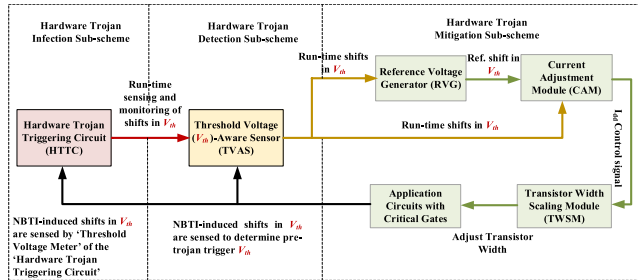 Hardware Trojan
Infection Sub-scheme
Hardware Trojan
Detection Sub-scheme
Hardware Trojan
Mitigation Sub-scheme
Run-time
sensing and
monitoring of
shifts in Vth
Hardware Trojan
Triggering Circuit
(HTTC)
Threshold Voltage
(Vth)-Aware Sensor
(TVAS)
Run-time shifts
in Vth
Reference Voltage
Generator (RVG)
Ref. shift in
Vth
Current
Adjustment
Module (CAM)
Run-time shifts in Vth
Idd Control signal
Application
Circuits with
Critical Gates
Transistor Width
Scaling Module
(TWSM)
Adjust Transistor
Width
NBTI-induced shifts in Vth
are sensed by ‘Threshold
Voltage Meter’ of the
‘Hardware Trojan
Triggering Circuit’
NBTI-induced shifts in Vth
are sensed to determine pre-
trojan trigger Vth